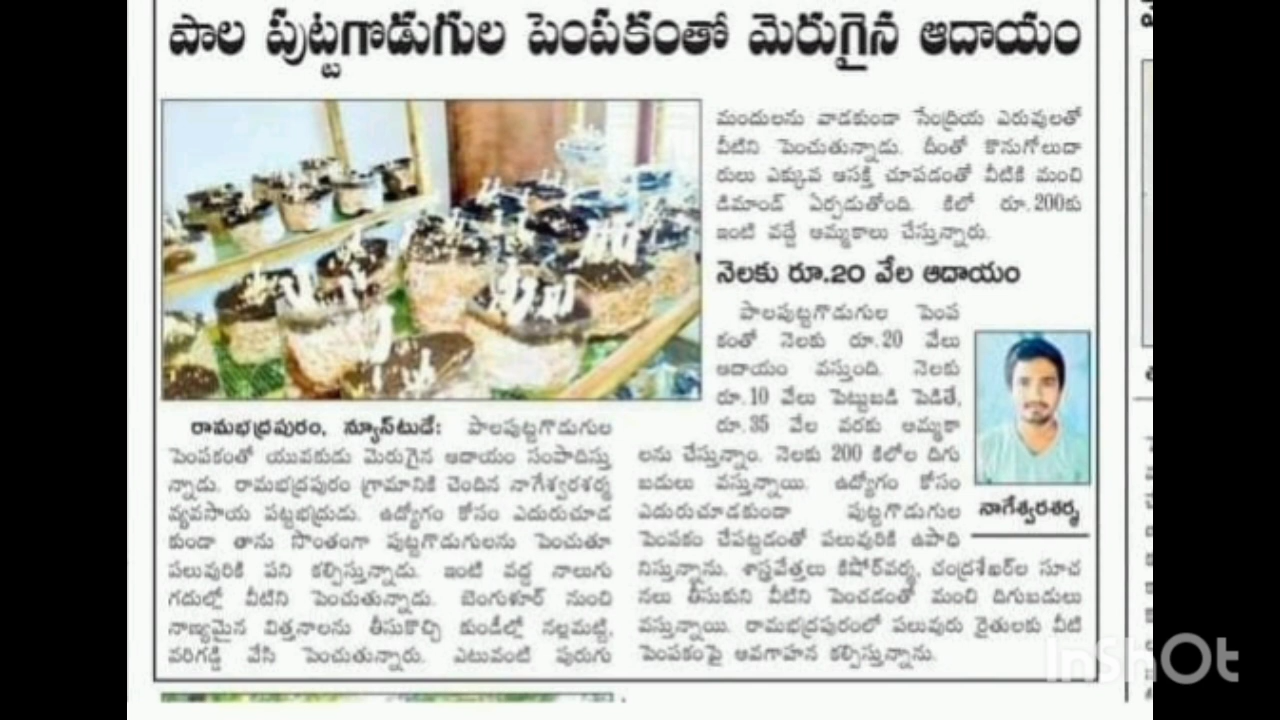 పాల పుట్టగొడుగుల పెంపకంతో మెరుగైన ఆదాయం
రామభద్రపురం, న్యూస్‌టుడే: పాలపుట్టగొడుగుల
పెంపకంతో యువకుడు మెరుగైన ఆదాయం సంపాదిస్తు
న్నాడు. రామభద్రపురం గ్రామానికి చెందిన నాగేశ్వరశర్మ
వ్యవసాయ పట్టభద్రుడు. ఉద్యోగం కోసం ఎదురుచూడ
కుండా తాను సొంతంగా పుట్టగొడుగులను పెంచుతూ
పలువురికి పని కల్పిస్తున్నాడు. ఇంటి వద్ద నాలుగు
గదుల్లో వీటిని పెంచుతున్నాడు. బెంగుళూర్ నుంచి
నాణ్యమైన విత్తనాలను తీసుకొచ్చి కుండీల్లో నల్లమట్టి,
వరిగడ్డి వేసి పెంచుతున్నారు. ఎటువంటి పురుగు
మందులను వాడకుండా సేంద్రియ ఎరువులతో
వీటిని పెంచుతున్నాడు. దీంతో కొనుగోలుదా
రులు ఎక్కువ ఆసక్తి చూపడంతో వీటికి మంచి
డిమాండ్ ఏర్పడుతోంది. కిలో రూ.200కు
ఇంటి వద్దే అమ్మకాలు చేస్తున్నారు.
నెలకు రూ.20 వేల ఆదాయం
పాలపుట్టగొడుగుల పెంప
కంతో నెలకు రూ.20 వేలు
ఆదాయం వస్తుంది. నెలకు
రూ.10 వేలు పెట్టుబడి పెడితే,
రూ.35 వేల వరకు అమ్మకా
లను చేస్తున్నాం. నెలకు 200 కిలోల దిగు
బడులు వస్తున్నాయి. ఉద్యోగం కోసం
ఎదురుచూడకుండా పుట్టగొడుగుల
పెంపకం చేపట్టడంతో పలువురికి ఉపాధి
నిస్తున్నాను. శాస్త్రవేత్తలు కిషోర్‌వర్మ, చంద్రశేఖర్‌ల సూచ
నలు తీసుకుని వీటిని పెంచడంతో మంచి దిగుబడులు
వస్తున్నాయి. రామభద్రపురంలో పలువురు రైతులకు వీటి
పెంపకంపై అవగాహన కల్పిస్తున్నాను.
నాగేశ్వరశర్మ
InShOt